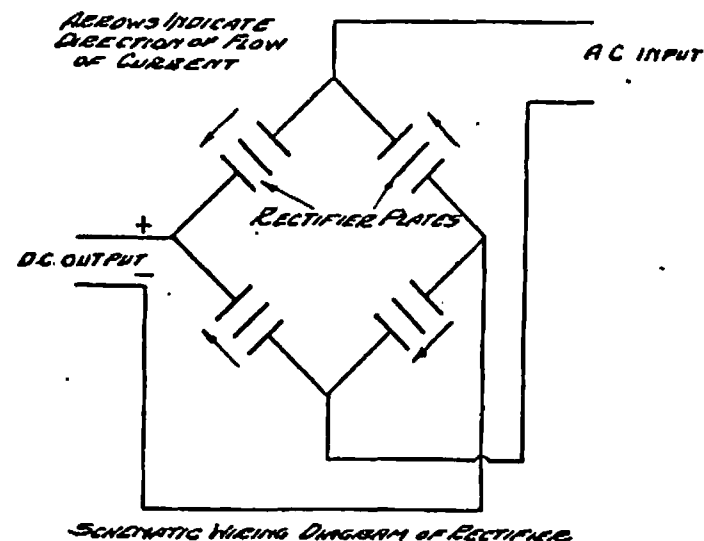 ARROWS INDICATE
DIRECTION OF FLOW
OF CURRENT
A C INPUT
RECTIFIER PLATES
+
D.C. OUTPUT
−
SCHEMATIC WIRING DIAGRAM OF RECTIFIER